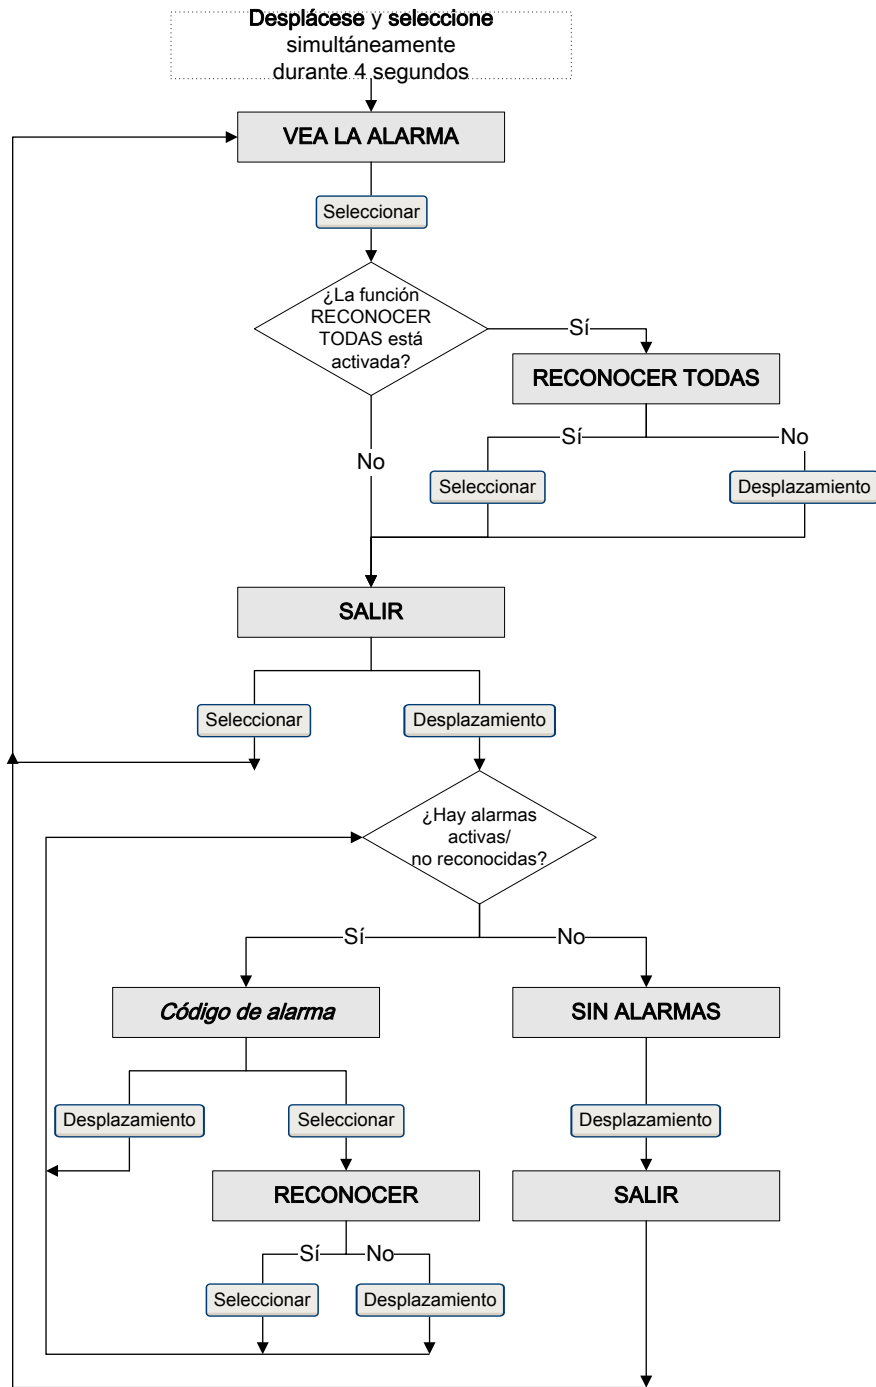 Desplácese y seleccione
simultáneamente
durante 4 segundos
VEA LA ALARMA
Seleccionar
¿La función
RECONOCER
TODAS está
activada?
Sí
RECONOCER TODAS
No
Sí
No
Seleccionar
Desplazamiento
SALIR
Seleccionar
Desplazamiento
¿Hay alarmas
activas/
no reconocidas?
Sí
No
Código de alarma
SIN ALARMAS
Desplazamiento
Seleccionar
Desplazamiento
RECONOCER
SALIR
Sí
No
Seleccionar
Desplazamiento